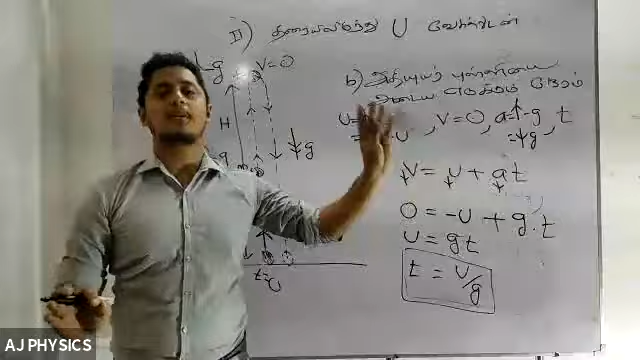 II) தரையிலிருந்து U வேகத்துடன்
V=0
b) அதியுயர் புள்ளியை
அடைய எடுக்கும் நேரம்
V=0, a=↑-g t
=↓g
H
↓g
↓V = U + at
0 = -U + g.t
U = gt
t = U/g
AJ PHYSICS